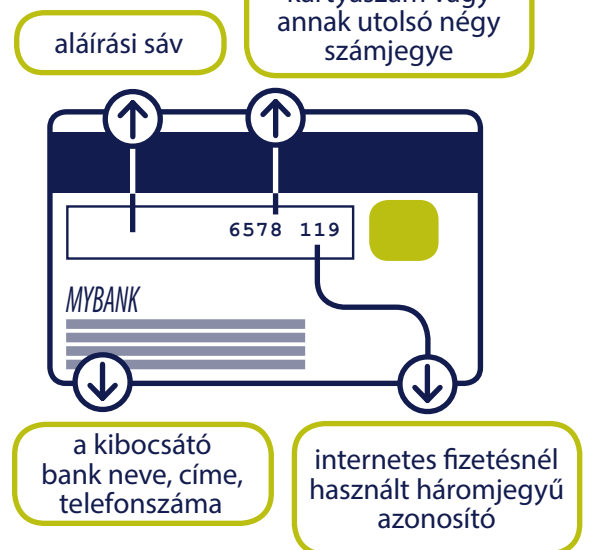 kártyaszám vagy
annak utolsó négy
számjegye
aláírási sáv
6578 119
MYBANK
a kibocsátó
bank neve, címe,
telefonszáma
internetes fizetésnél
használt háromjegyű
azonosító